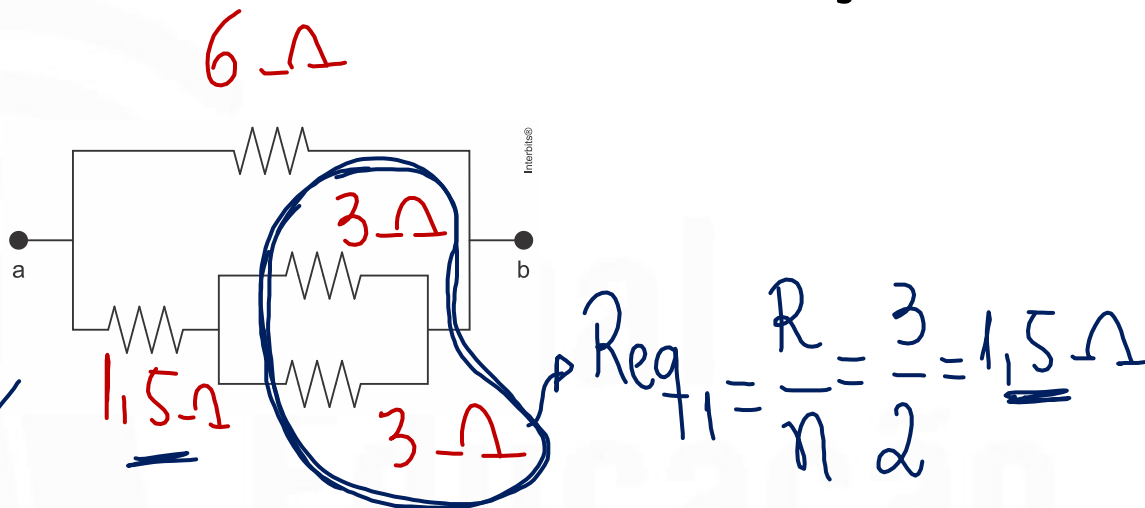 6 Ω
Interbits®
3 Ω
a
b
1,5 Ω
3 Ω
Req₁ = R/n = 3/2 = 1,5 Ω